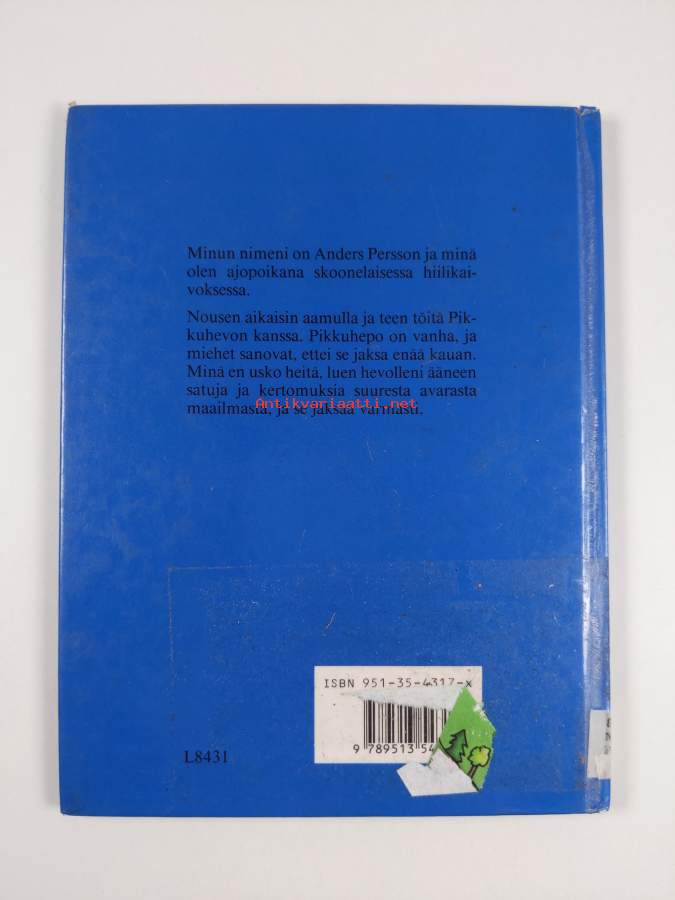 Minun nimeni on Anders Persson ja minä
olen ajopoikana skoonelaisessa hiilikai-
voksessa.
Nousen aikaisin aamulla ja teen töitä Pik-
kuhevon kanssa. Pikkuhepo on vanha, ja
miehet sanovat, ettei se jaksa enää kauan.
Minä en usko heitä, luen hevolleni ääneen
satuja ja kertomuksia suuresta avarasta
Antikvariaatti.net
maailmasta, ja se jaksaa varmasti.
ISBN 951-35-4317-x
9 789513 54
L8431